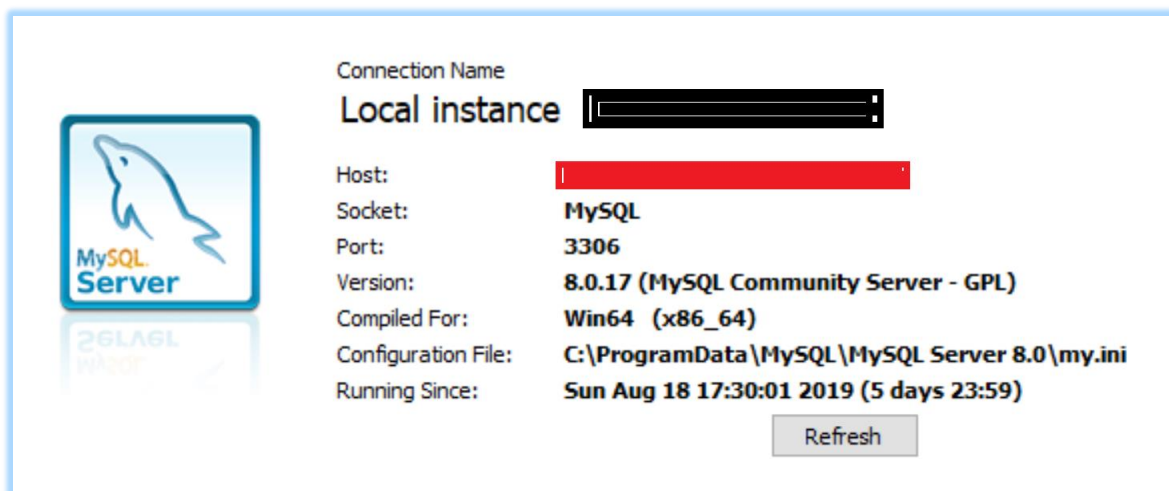 Connection Name
Local instance
Host:
Socket: MySQL
Port: 3306
Version: 8.0.17 (MySQL Community Server - GPL)
Compiled For: Win64 (x86_64)
Configuration File: C:\ProgramData\MySQL\MySQL Server 8.0\my.ini
Running Since: Sun Aug 18 17:30:01 2019 (5 days 23:59)
Refresh
MySQL
Server